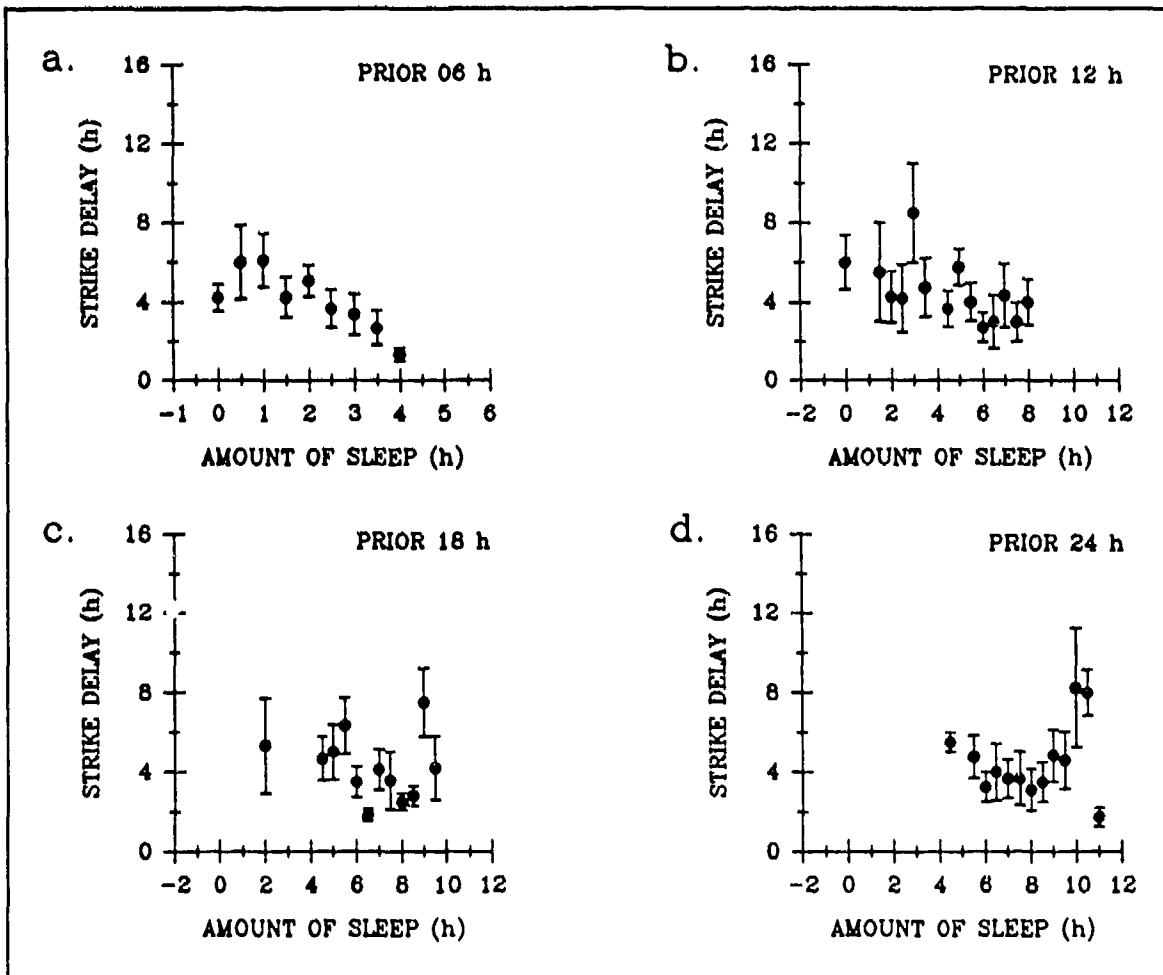 a.
PRIOR 06 h
STRIKE DELAY (h)
16
12
8
4
0
-1 0 1 2 3 4 5 6
AMOUNT OF SLEEP (h)
b.
PRIOR 12 h
STRIKE DELAY (h)
16
12
8
4
0
-2 0 2 4 6 8 10 12
AMOUNT OF SLEEP (h)
c.
PRIOR 18 h
STRIKE DELAY (h)
16
12
8
4
0
-2 0 2 4 6 8 10 12
AMOUNT OF SLEEP (h)
d.
PRIOR 24 h
STRIKE DELAY (h)
16
12
8
4
0
-2 0 2 4 6 8 10 12
AMOUNT OF SLEEP (h)